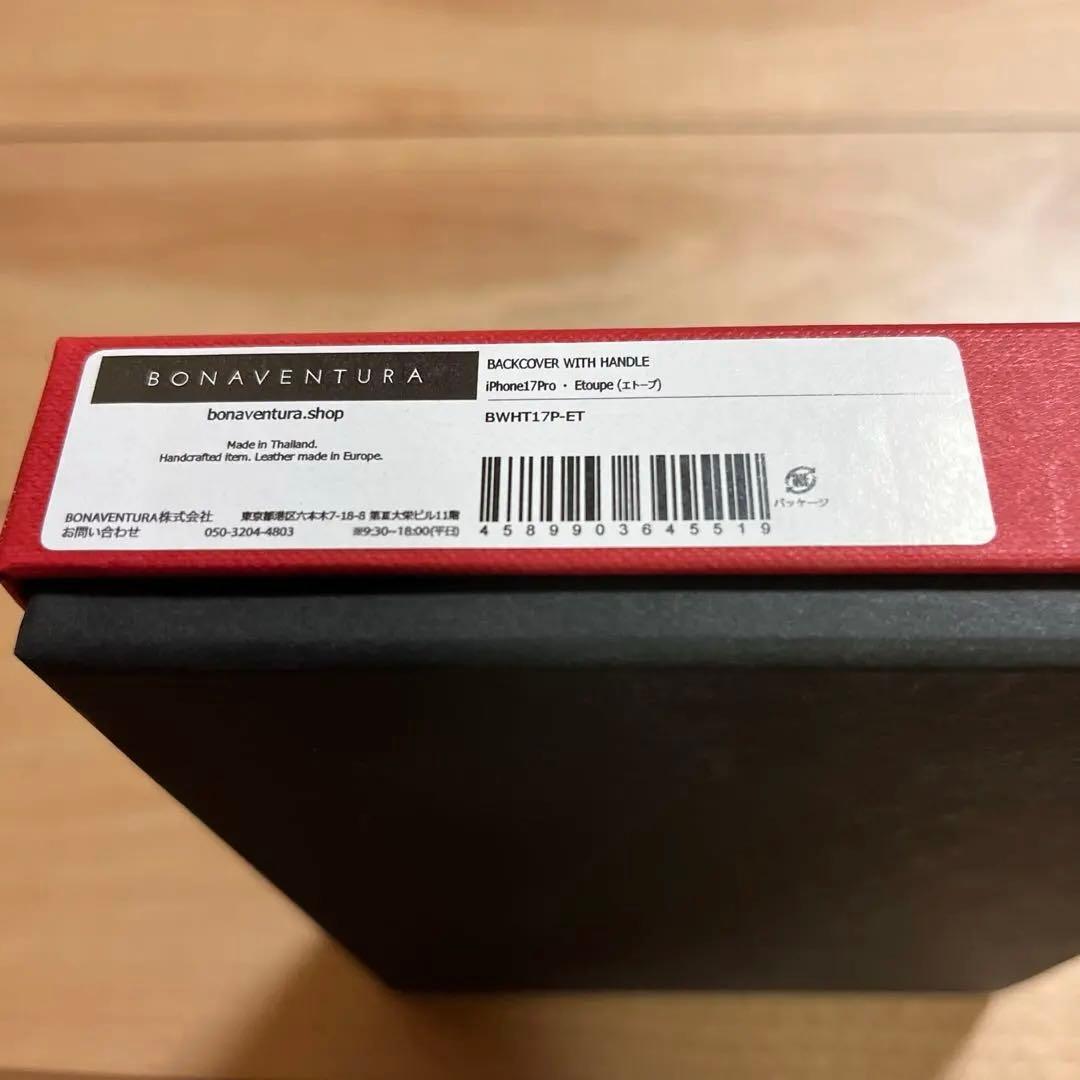 BONAVENTURA
bonaventura.shop
Made in Thailand.
Handcrafted item. Leather made in Europe.
BONAVENTURA株式会社 東京都港区六本木7-18-8 第Ⅲ大栄ビル11階
お問い合わせ 050-3204-4803 ※9:30~18:00(平日)
BACKCOVER WITH HANDLE
iPhone17Pro・Etoupe (エトープ)
BWHT17P-ET
4589903645519
パッケージ